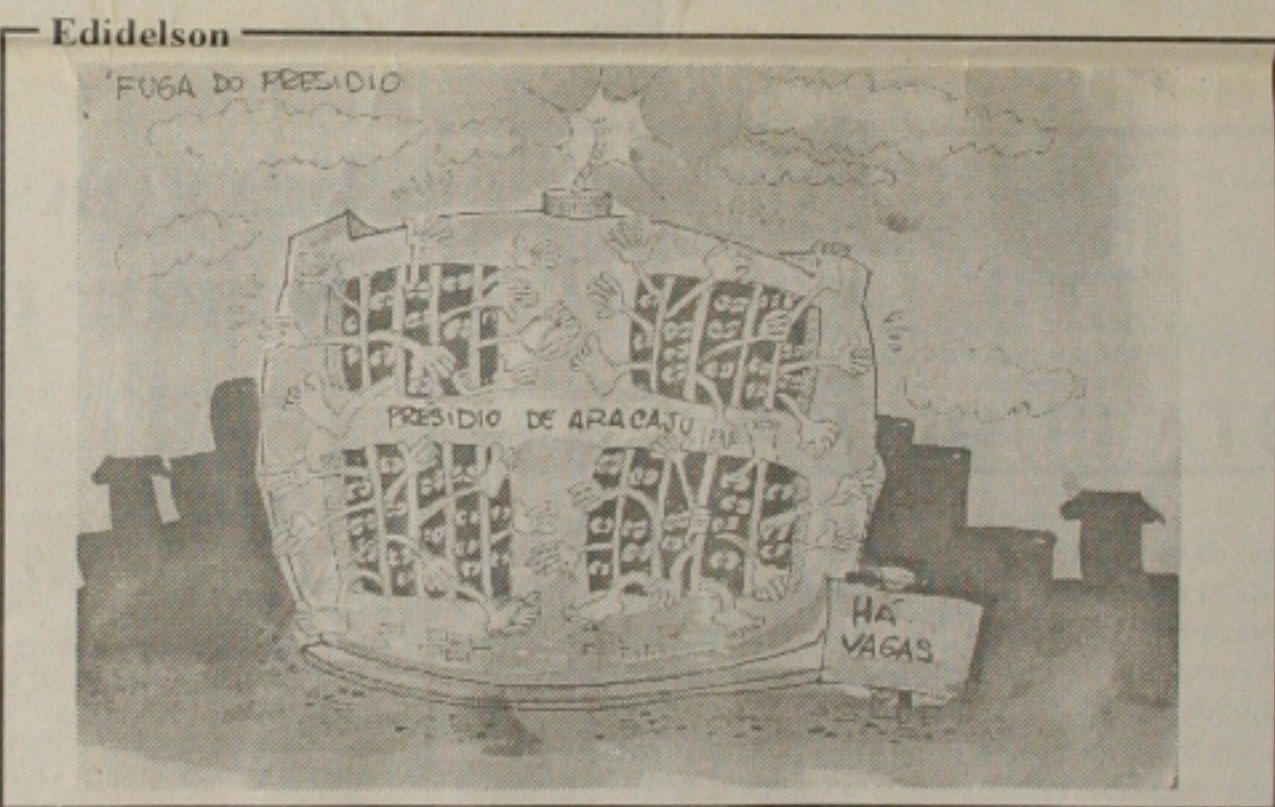 Edidelson
'FUGA DO PRESIDIO
PRESIDIO DE ARACAJU
HÁ
VAGAS